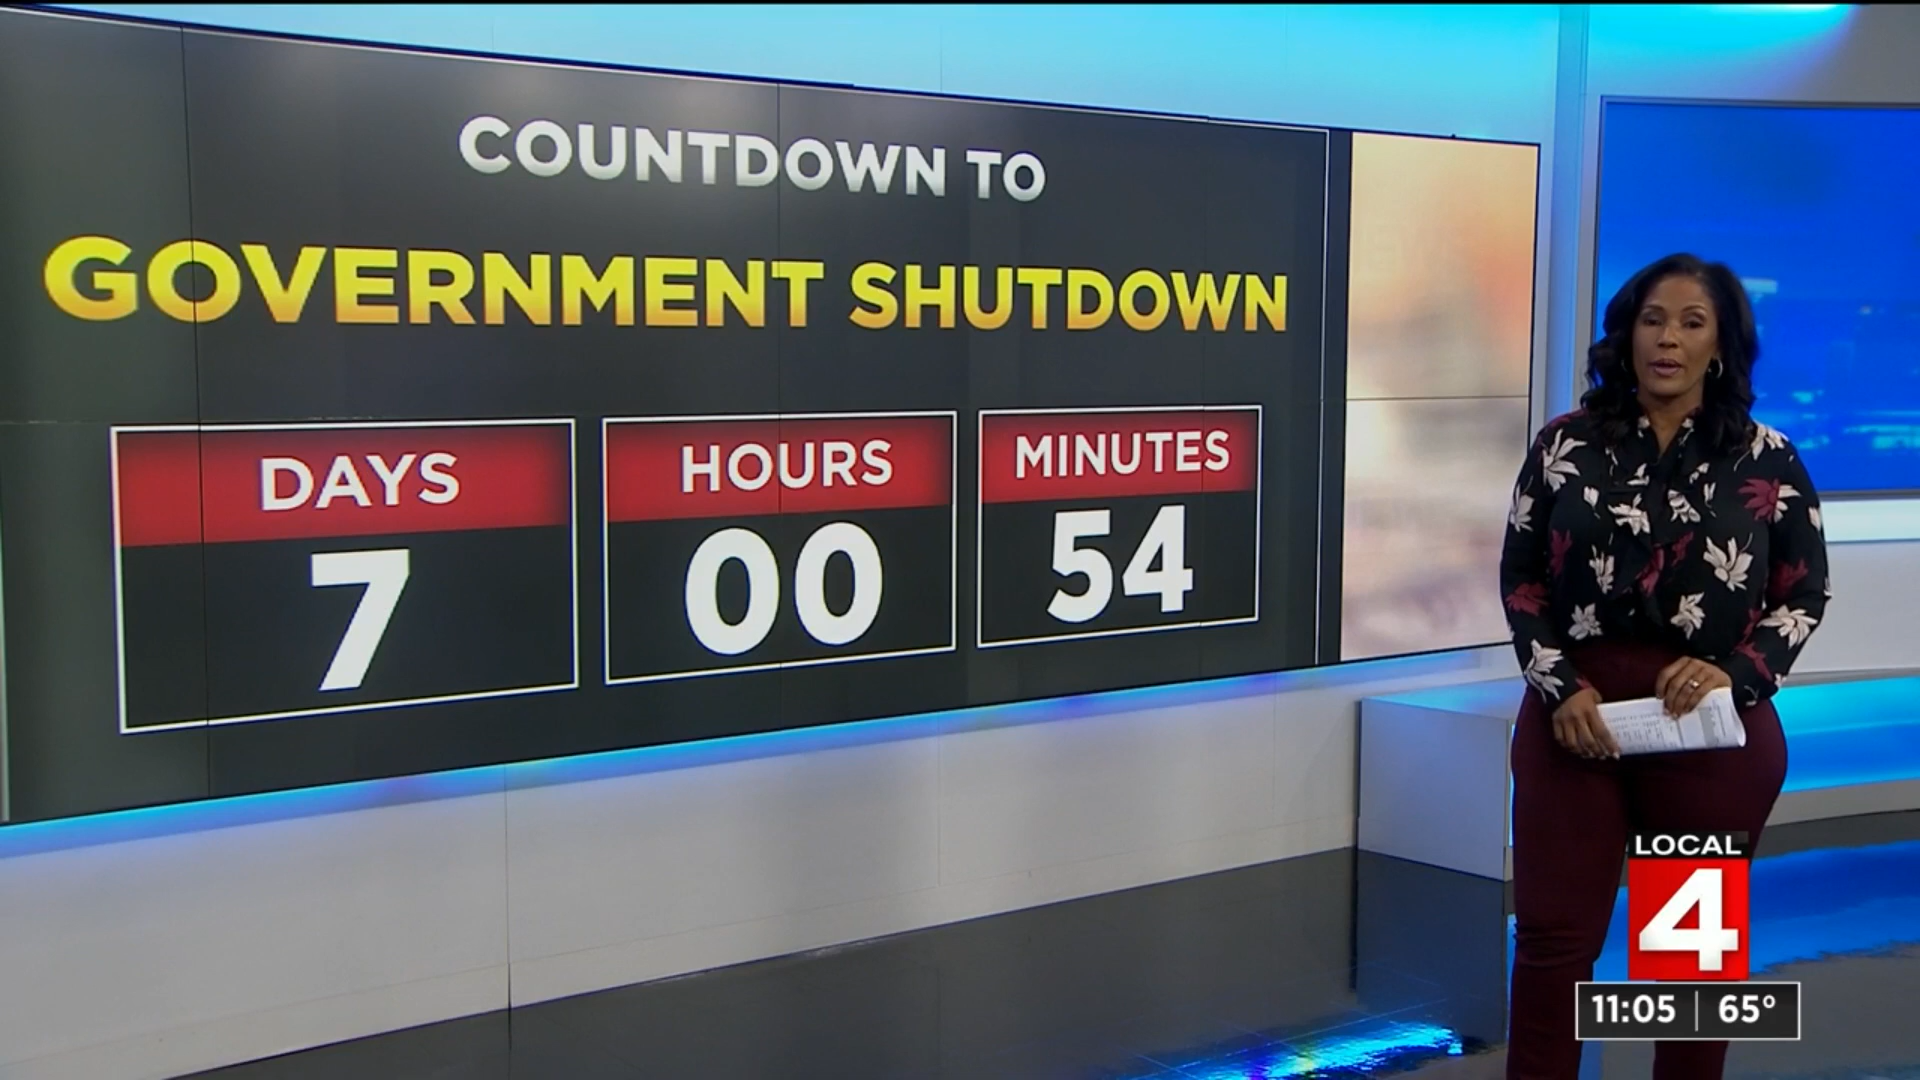 COUNTDOWN TO
GOVERNMENT SHUTDOWN
DAYS
HOURS
MINUTES
7
00
54
LOCAL
4
11:05
65°